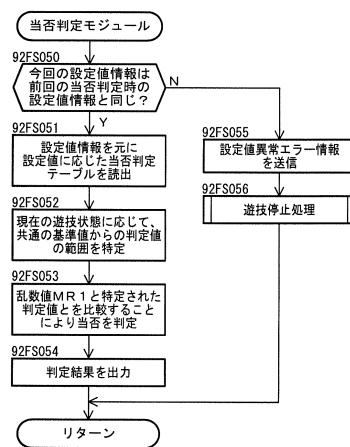 当否判定モジュール
92FS050
今回の設定値情報は
前回の当否判定時の
設定値情報と同じ？
N
Y
92FS051
設定値情報を元に
設定値に応じた当否判定
テーブルを読出
92FS055
設定値異常エラー情報
を送信
92FS056
遊技停止処理
92FS052
現在の遊技状態に応じて、
共通の基準値からの判定値
の範囲を特定
92FS053
乱数値MR1と特定された
判定値とを比較すること
により当否を判定
92FS054
判定結果を出力
リターン